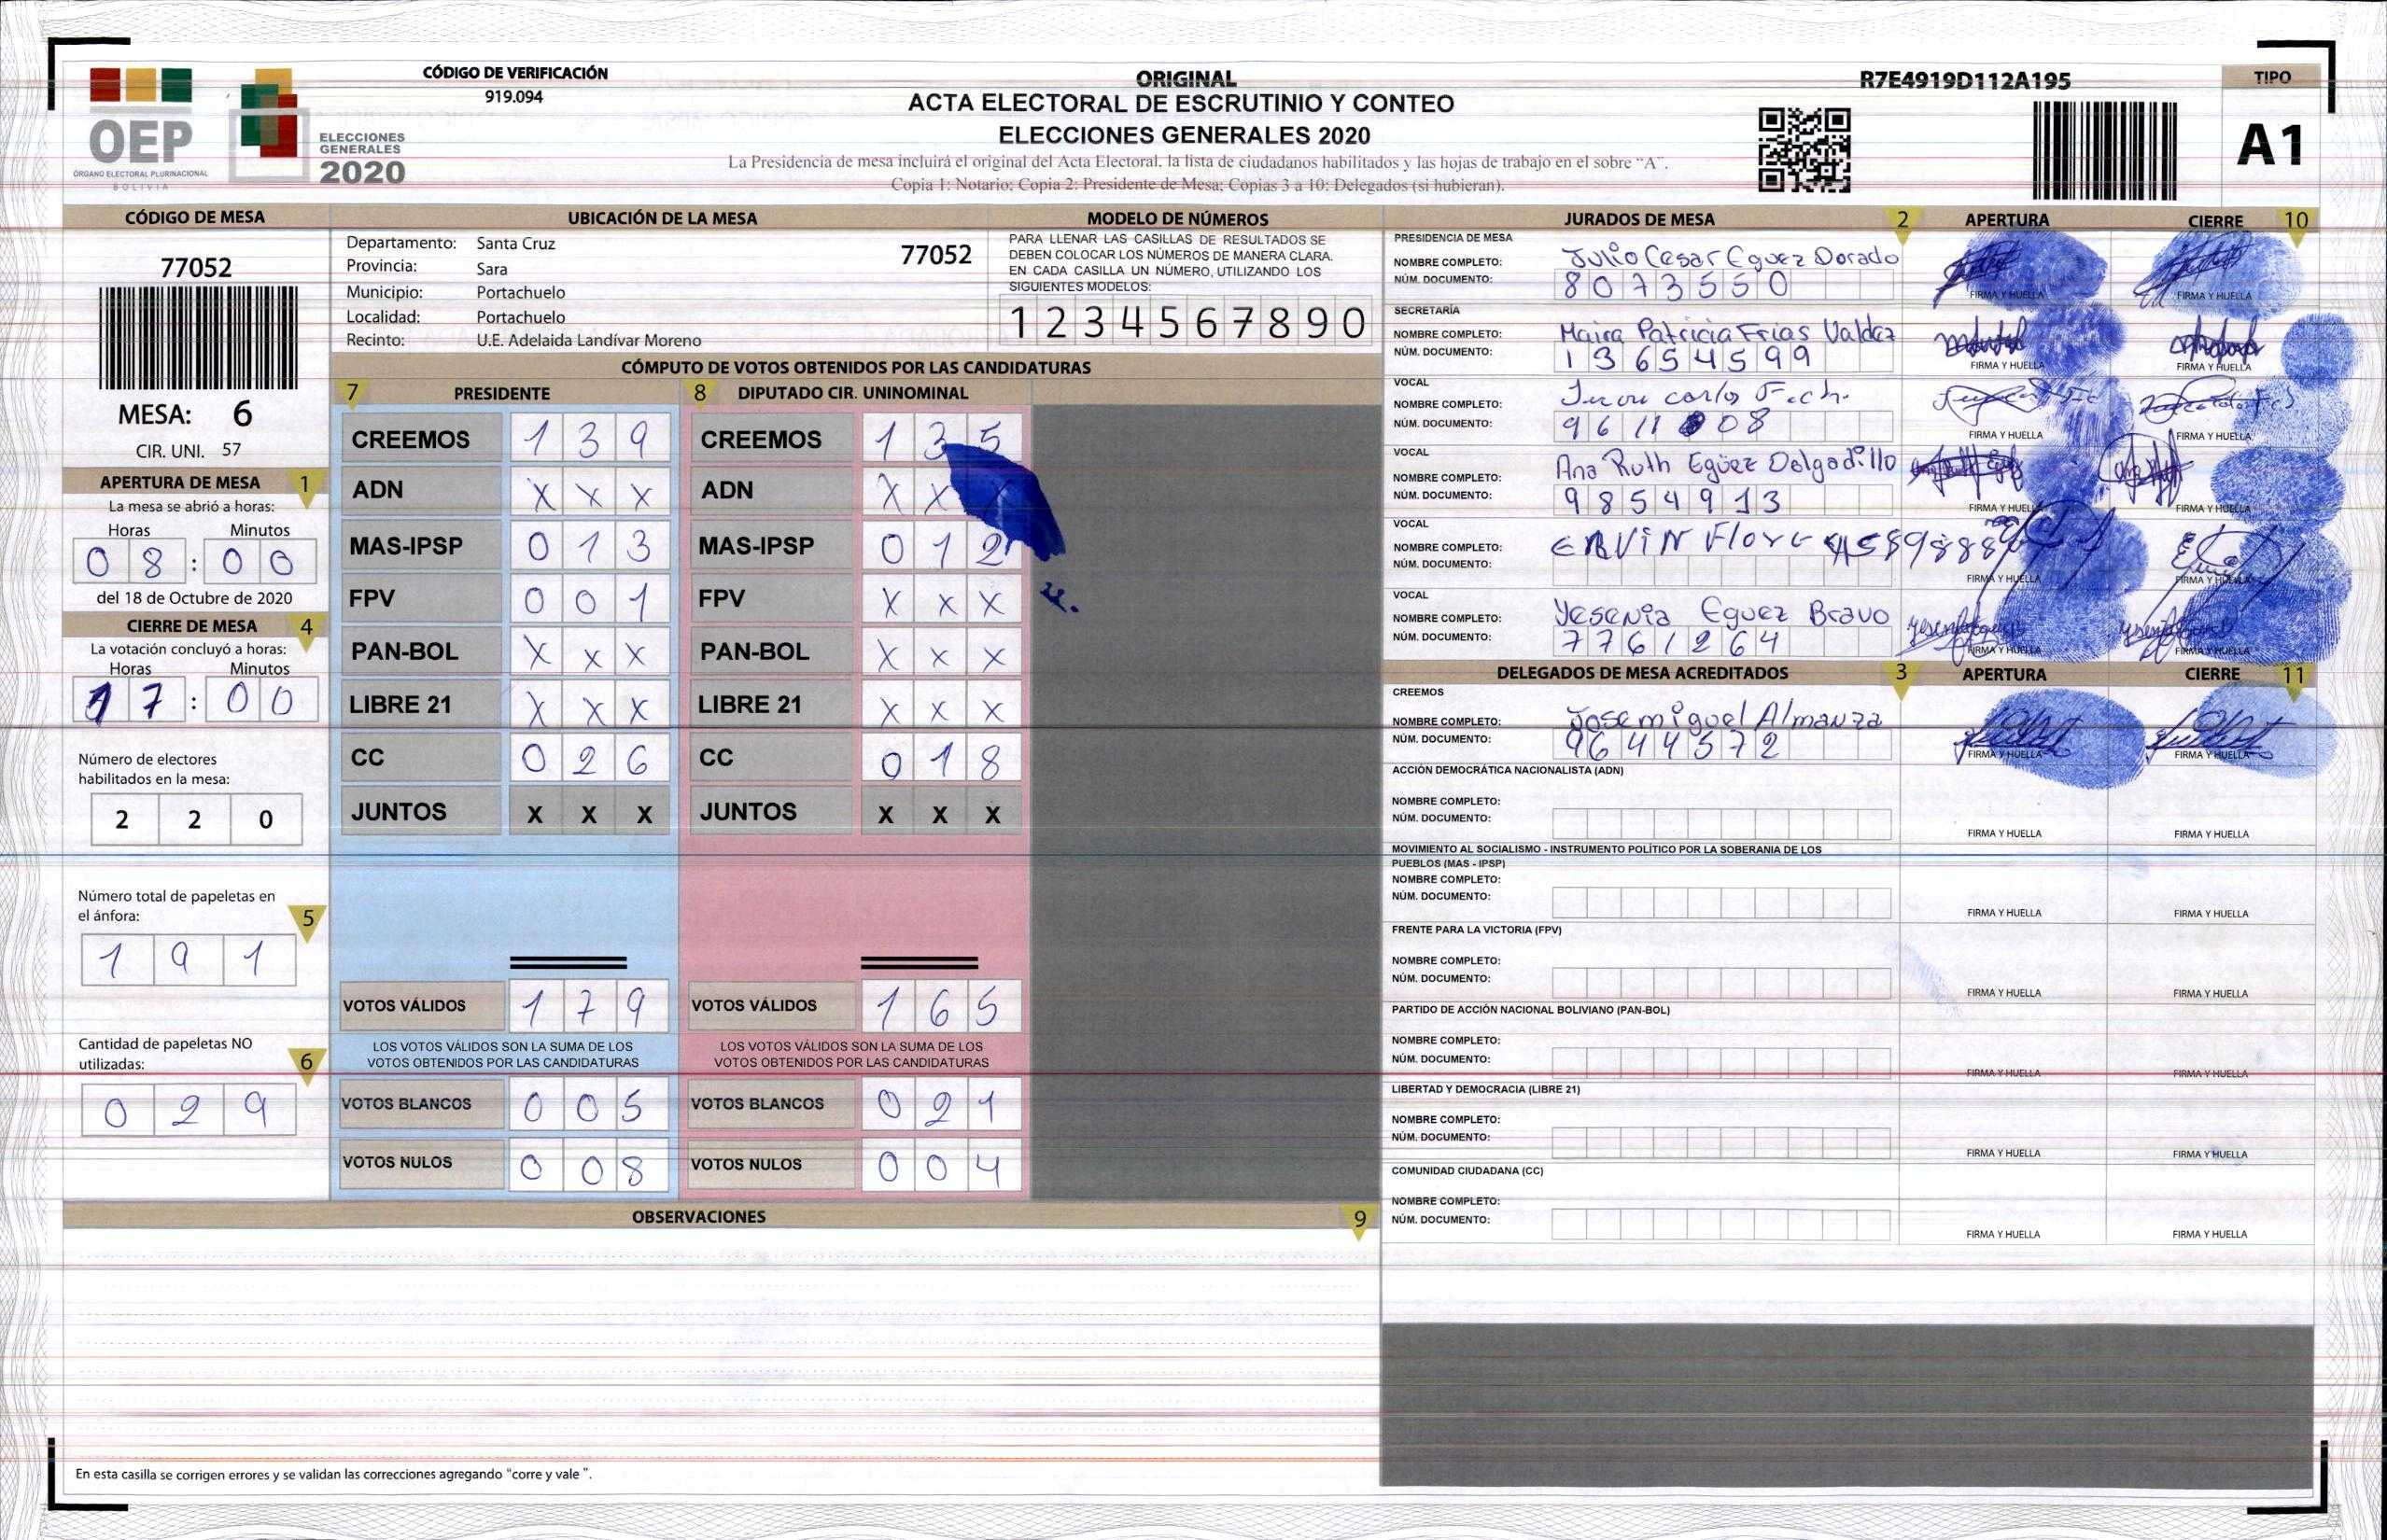 CÓDIGO DE VERIFICACIÓN
919.094
OEP
ÓRGANO ELECTORAL PLURINACIONAL
BOLIVIA
ELECCIONES
GENERALES
2020
ORIGINAL
ACTA ELECTORAL DE ESCRUTINIO Y CONTEO
ELECCIONES GENERALES 2020
La Presidencia de mesa incluirá el original del Acta Electoral, la lista de ciudadanos habilitados y las hojas de trabajo en el sobre “A”.
Copia 1: Notario; Copia 2: Presidente de Mesa; Copias 3 a 10: Delegados (si hubieran).
R7E4919D112A195
TIPO
A1
CÓDIGO DE MESA
77052
MESA: 6
CIR. UNI. 57
UBICACIÓN DE LA MESA
Departamento: Santa Cruz
77052
Provincia: Sara
Municipio: Portachuelo
Localidad: Portachuelo
Recinto: U.E. Adelaida Landívar Moreno
MODELO DE NÚMEROS
PARA LLENAR LAS CASILLAS DE RESULTADOS SE
DEBEN COLOCAR LOS NÚMEROS DE MANERA CLARA.
EN CADA CASILLA UN NÚMERO, UTILIZANDO LOS
SIGUIENTES MODELOS:
1 2 3 4 5 6 7 8 9 0
APERTURA DE MESA 1
La mesa se abrió a horas:
Horas Minutos
0 8 : 0 0
del 18 de Octubre de 2020
CIERRE DE MESA 4
La votación concluyó a horas:
Horas Minutos
1 7 : 0 0
Número de electores
habilitados en la mesa:
2 2 0
Número total de papeletas en
el ánfora:
5
1 9 1
Cantidad de papeletas NO
utilizadas:
6
0 2 9
CÓMPUTO DE VOTOS OBTENIDOS POR LAS CANDIDATURAS
7 PRESIDENTE
CREEMOS 1 3 9
ADN X X X
MAS-IPSP 0 1 3
FPV 0 0 1
PAN-BOL X X X
LIBRE 21 X X X
CC 0 2 6
JUNTOS X X X
VOTOS VÁLIDOS 1 7 9
LOS VOTOS VÁLIDOS SON LA SUMA DE LOS
VOTOS OBTENIDOS POR LAS CANDIDATURAS
VOTOS BLANCOS 0 0 5
VOTOS NULOS 0 0 8
8 DIPUTADO CIR. UNINOMINAL
CREEMOS 1 3 5
ADN X X X
MAS-IPSP 0 1 2
FPV X X X
PAN-BOL X X X
LIBRE 21 X X X
CC 0 1 8
JUNTOS X X X
VOTOS VÁLIDOS 1 6 5
LOS VOTOS VÁLIDOS SON LA SUMA DE LOS
VOTOS OBTENIDOS POR LAS CANDIDATURAS
VOTOS BLANCOS 0 2 1
VOTOS NULOS 0 0 4
OBSERVACIONES 9
En esta casilla se corrigen errores y se validan las correcciones agregando “corre y vale ”.
JURADOS DE MESA 2 APERTURA CIERRE 10
PRESIDENCIA DE MESA
NOMBRE COMPLETO: Julio Cesar Eguez Dorado
NÚM. DOCUMENTO: 8073550
FIRMA Y HUELLA FIRMA Y HUELLA
SECRETARÍA
NOMBRE COMPLETO: Maira Patricia Frias Valdez
NÚM. DOCUMENTO: 13654599
FIRMA Y HUELLA FIRMA Y HUELLA
VOCAL
NOMBRE COMPLETO: carlos
NÚM. DOCUMENTO: 9611 08
FIRMA Y HUELLA FIRMA Y HUELLA
VOCAL
NOMBRE COMPLETO: Ana Ruth Egüez Delgadillo
NÚM. DOCUMENTO: 9854913
FIRMA Y HUELLA FIRMA Y HUELLA
VOCAL
NOMBRE COMPLETO: ERVIN
NÚM. DOCUMENTO:
FIRMA Y HUELLA FIRMA Y HUELLA
VOCAL
NOMBRE COMPLETO: Yesenia Eguez Bravo
NÚM. DOCUMENTO: 7761264
FIRMA Y HUELLA FIRMA Y HUELLA
DELEGADOS DE MESA ACREDITADOS 3 APERTURA CIERRE 11
CREEMOS
NOMBRE COMPLETO: Jose miguel Almanza
NÚM. DOCUMENTO: 9644572
FIRMA Y HUELLA FIRMA Y HUELLA
ACCIÓN DEMOCRÁTICA NACIONALISTA (ADN)
NOMBRE COMPLETO:
NÚM. DOCUMENTO:
FIRMA Y HUELLA FIRMA Y HUELLA
MOVIMIENTO AL SOCIALISMO - INSTRUMENTO POLÍTICO POR LA SOBERANIA DE LOS
PUEBLOS (MAS - IPSP)
NOMBRE COMPLETO:
NÚM. DOCUMENTO:
FIRMA Y HUELLA FIRMA Y HUELLA
FRENTE PARA LA VICTORIA (FPV)
NOMBRE COMPLETO:
NÚM. DOCUMENTO:
FIRMA Y HUELLA FIRMA Y HUELLA
PARTIDO DE ACCIÓN NACIONAL BOLIVIANO (PAN-BOL)
NOMBRE COMPLETO:
NÚM. DOCUMENTO:
FIRMA Y HUELLA FIRMA Y HUELLA
LIBERTAD Y DEMOCRACIA (LIBRE 21)
NOMBRE COMPLETO:
NÚM. DOCUMENTO:
FIRMA Y HUELLA FIRMA Y HUELLA
COMUNIDAD CIUDADANA (CC)
NOMBRE COMPLETO:
NÚM. DOCUMENTO:
FIRMA Y HUELLA FIRMA Y HUELLA